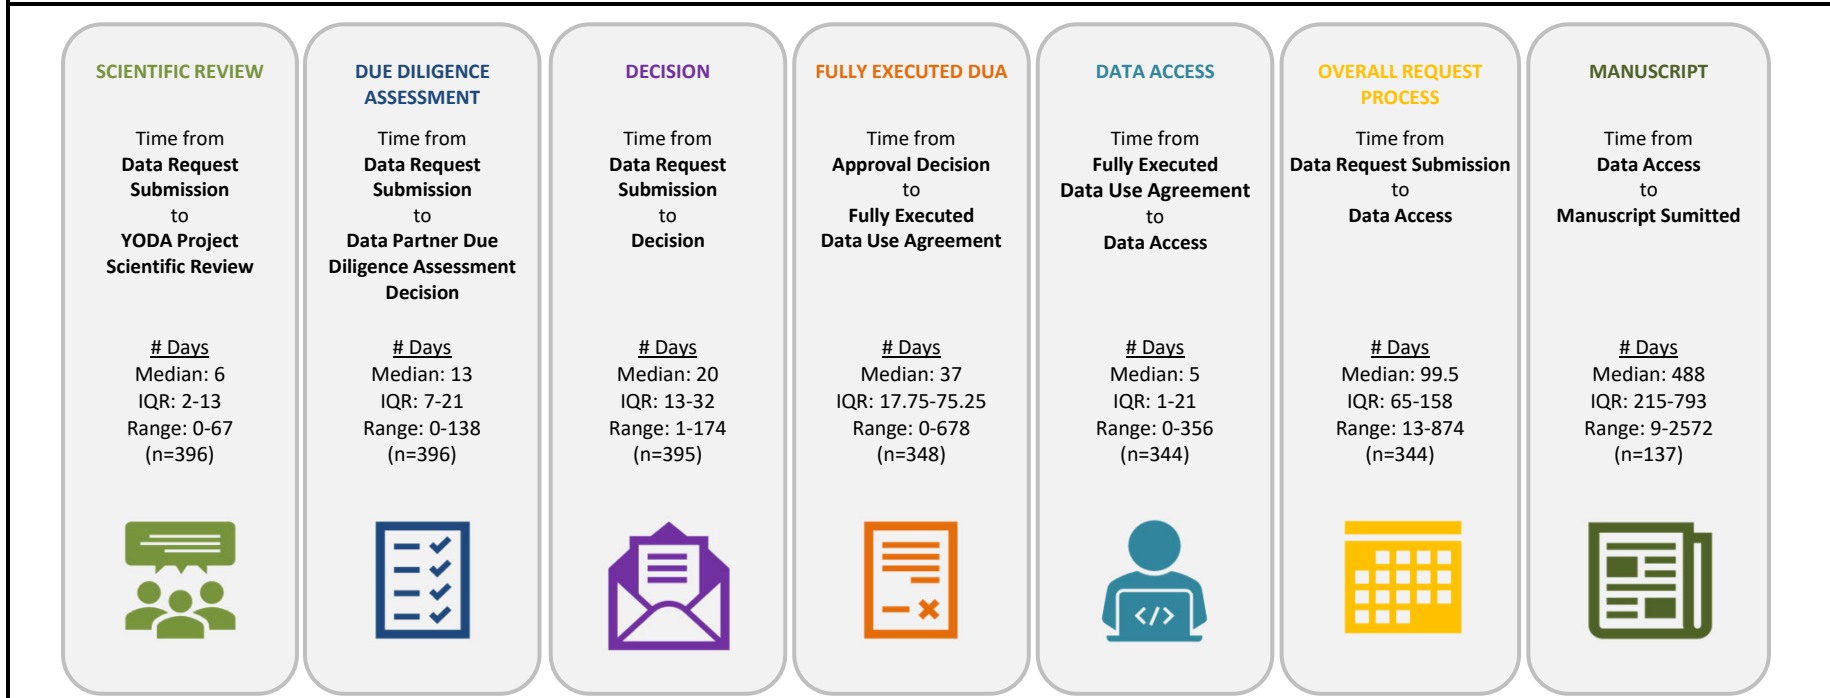 SCIENTIFIC REVIEW
Time from
Data Request
Submission
to
YODA Project
Scientific Review
# Days
Median: 6
IQR: 2-13
Range: 0-67
(n=396)
DUE DILIGENCE
ASSESSMENT
Time from
Data Request
Submission
to
Data Partner Due
Diligence Assessment
Decision
# Days
Median: 13
IQR: 7-21
Range: 0-138
(n=396)
DECISION
Time from
Data Request
Submission
to
Decision
# Days
Median: 20
IQR: 13-32
Range: 1-174
(n=395)
FULLY EXECUTED DUA
Time from
Approval Decision
to
Fully Executed
Data Use Agreement
# Days
Median: 37
IQR: 17.75-75.25
Range: 0-678
(n=348)
DATA ACCESS
Time from
Fully Executed
Data Use Agreement
to
Data Access
# Days
Median: 5
IQR: 1-21
Range: 0-356
(n=344)
</>
OVERALL REQUEST
PROCESS
Time from
Data Request Submission
to
Data Access
# Days
Median: 99.5
IQR: 65-158
Range: 13-874
(n=344)
MANUSCRIPT
Time from
Data Access
to
Manuscript Sumitted
# Days
Median: 488
IQR: 215-793
Range: 9-2572
(n=137)